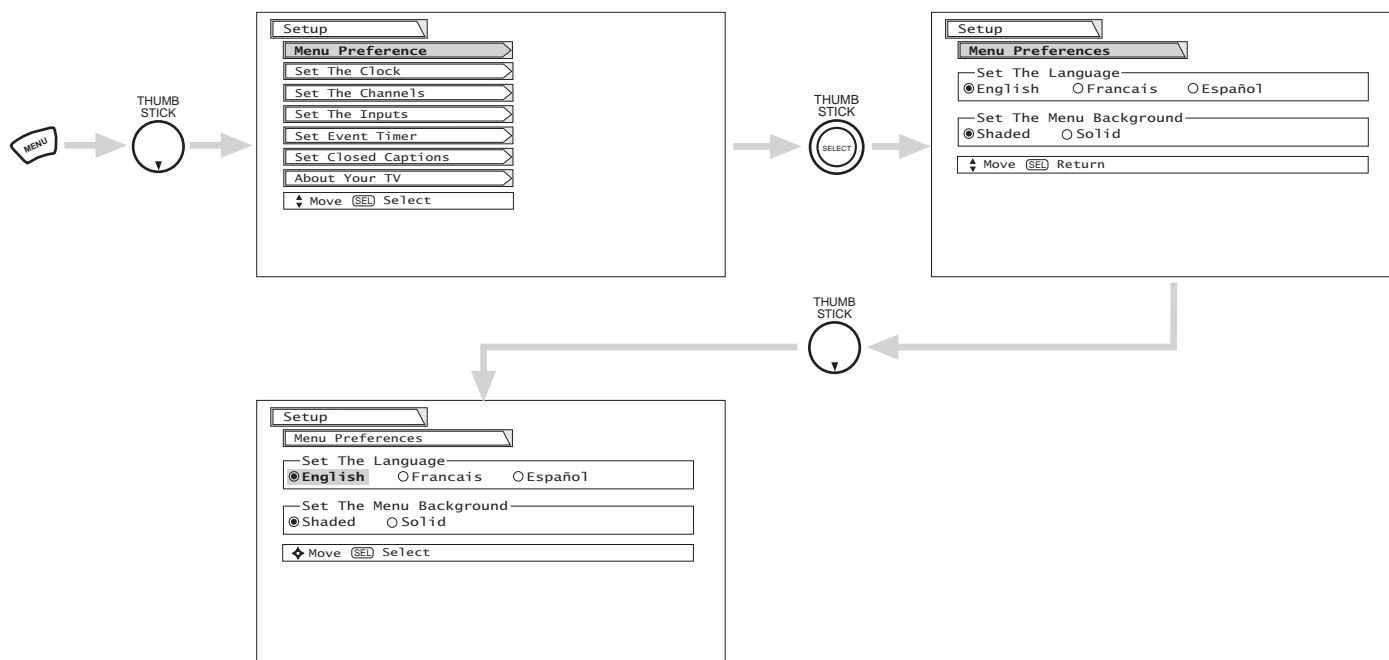 MENU
THUMB
STICK
Setup
Menu Preference
Set The Clock
Set The Channels
Set The Inputs
Set Event Timer
Set Closed Captions
About Your TV
Move SEL Select
THUMB
STICK
SELECT
Setup
Menu Preferences
Set The Language
English Francais Español
Set The Menu Background
Shaded Solid
Move SEL Return
THUMB
STICK
Setup
Menu Preferences
Set The Language
English Francais Español
Set The Menu Background
Shaded Solid
Move SEL Select